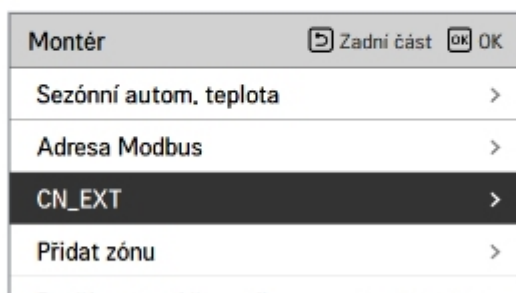 Montér Zadní část OK OK
Sezónní autom. teplota
Adresa Modbus
CN_EXT
Přidat zónu